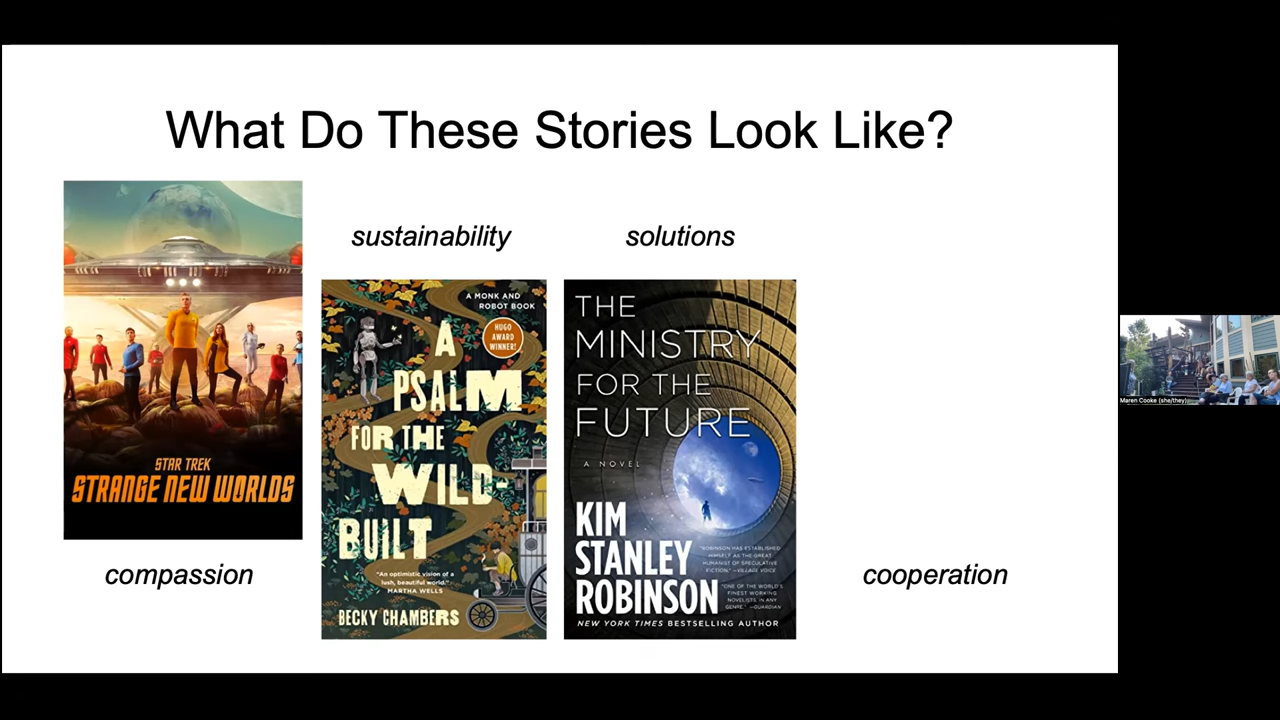 What Do These Stories Look Like?
STAR TREK
STRANGE NEW WORLDS
compassion
sustainability
A MONK AND
ROBOT BOOK
HUGO
AWARD
WINNER!
A
PSALM
FOR THE
WILD-
BUILT
"An optimistic vision of a
lush, beautiful world."
MARTHA WELLS
BECKY CHAMBERS
solutions
THE
MINISTRY
FOR THE
FUTURE
A NOVEL
KIM
STANLEY
ROBINSON
"ROBINSON HAS ESTABLISHED
HIMSELF AS THE GREAT
HUMANIST OF SPECULATIVE
FICTION." —VILLAGE VOICE
"ONE OF THE WORLD'S
FINEST WORKING
NOVELISTS IN ANY
GENRE." —GUARDIAN
NEW YORK TIMES BESTSELLING AUTHOR
cooperation
Maren Cooke (she/they)